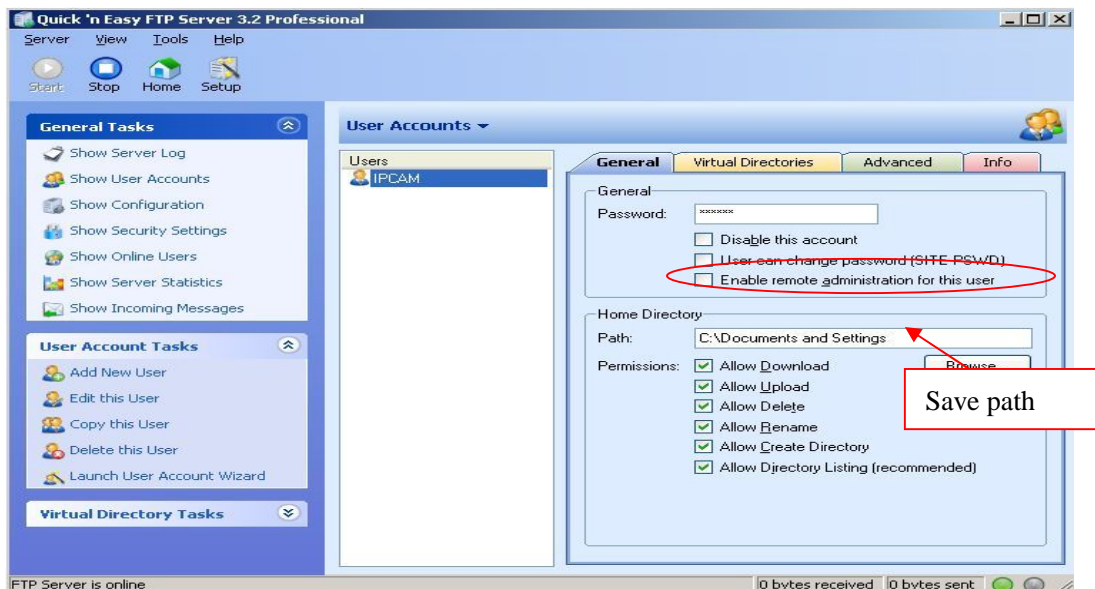 Quick 'n Easy FTP Server 3.2 Professional
Server View Tools Help
Start Stop Home Setup
General Tasks
Show Server Log
Show User Accounts
Show Configuration
Show Security Settings
Show Online Users
Show Server Statistics
Show Incoming Messages
User Account Tasks
Add New User
Edit this User
Copy this User
Delete this User
Launch User Account Wizard
Virtual Directory Tasks
User Accounts
Users
IPCAM
General Virtual Directories Advanced Info
General
Password: ××××××
Disable this account
User can change password (SITE PSWD)
Enable remote administration for this user
Home Directory
Path: C:\Documents and Settings
Permissions: Allow Download Browse...
Allow Upload
Allow Delete
Allow Rename
Allow Create Directory
Allow Directory Listing (recommended)
Save path
FTP Server is online 0 bytes received 0 bytes sent